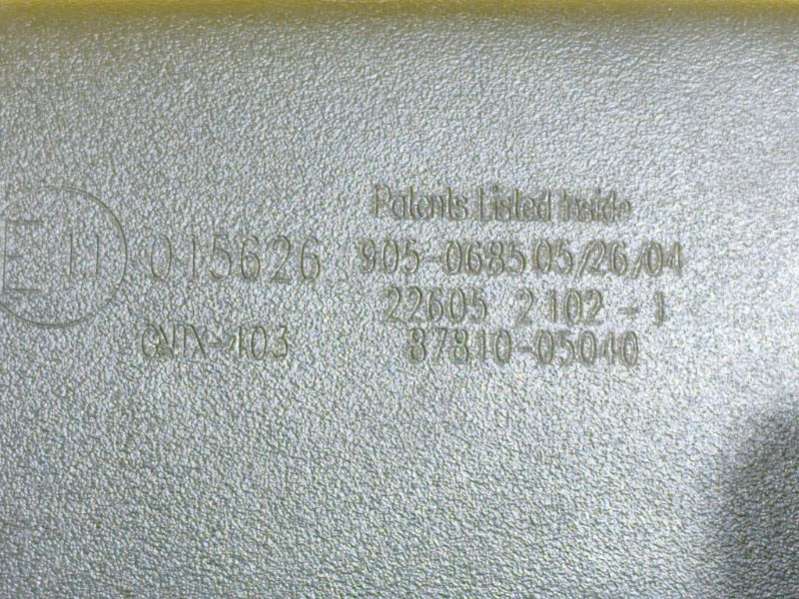 Patents Listed Inside
E11 015626 905-0685 05/26/04
22605 2102-1
GNTX-403 87810-05040